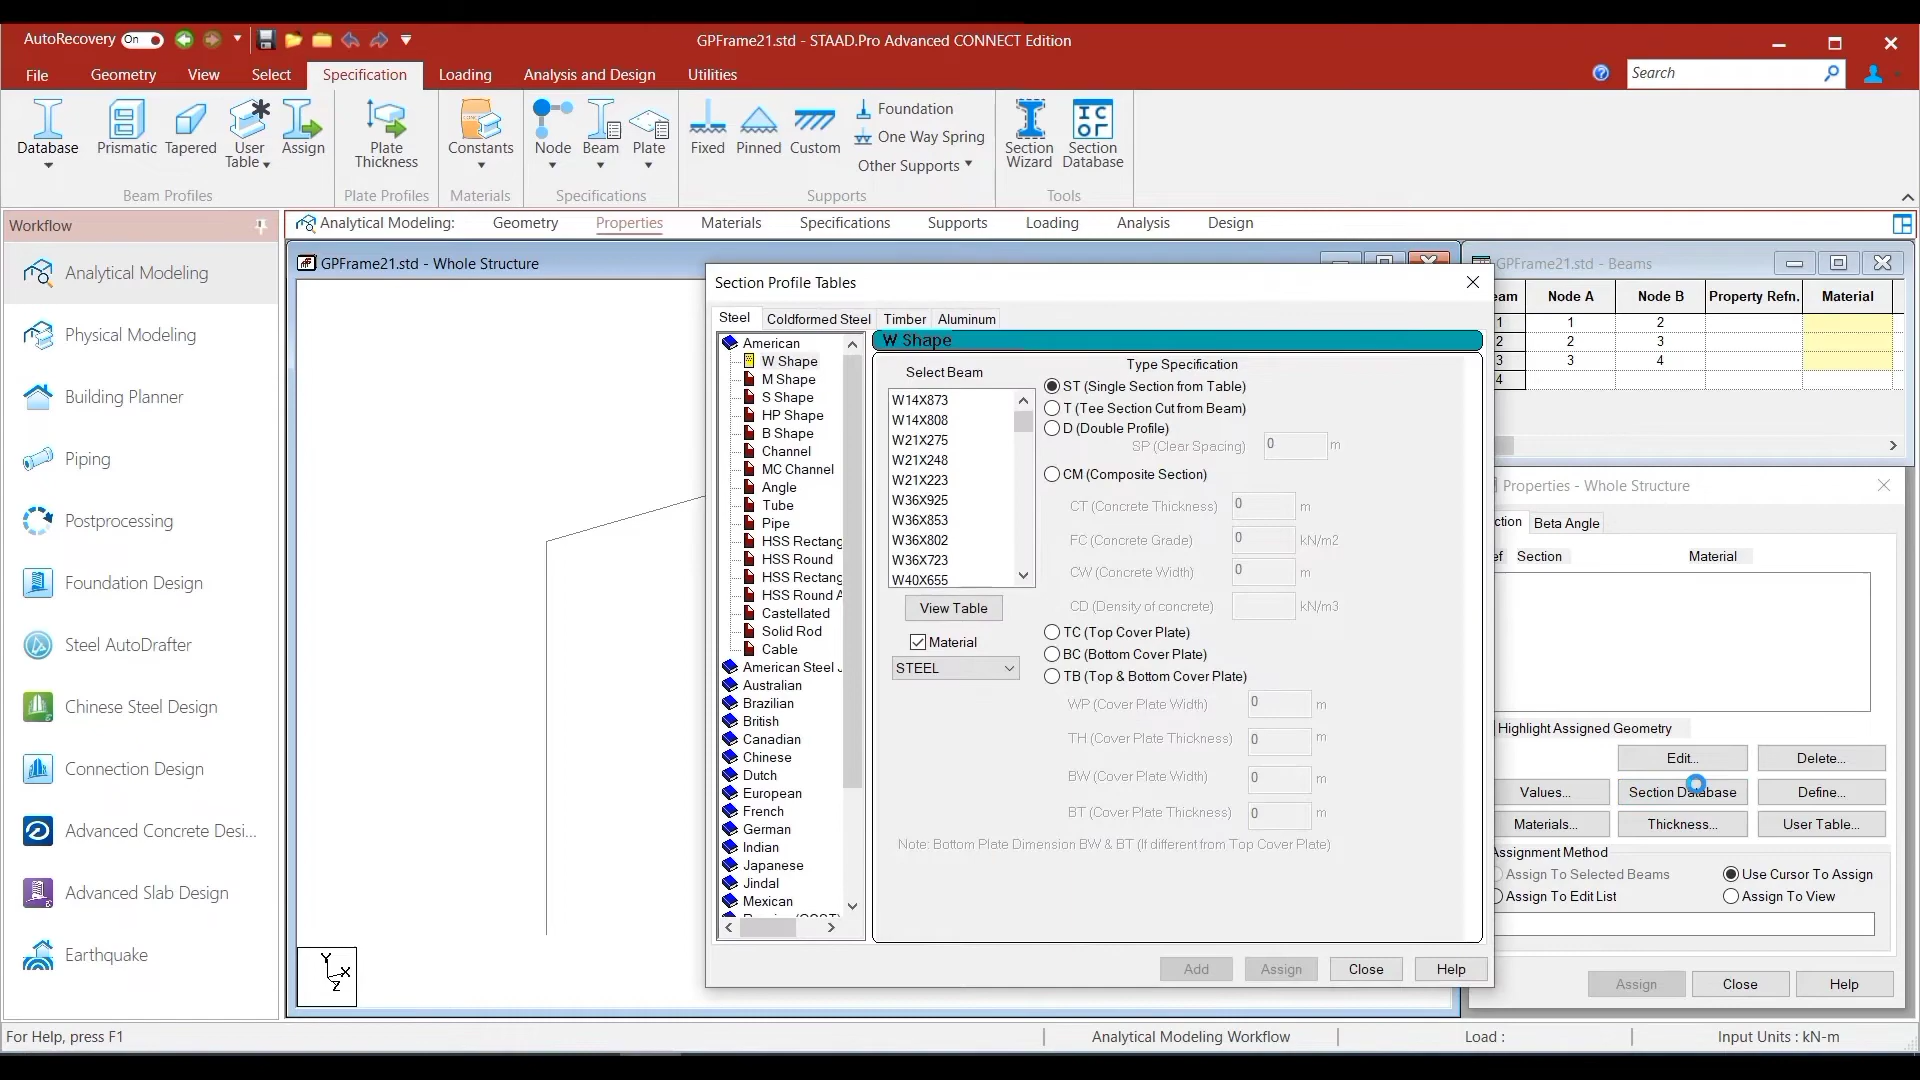 AutoRecovery On
GPFrame21.std - STAAD.Pro Advanced CONNECT Edition
File Geometry View Select Specification Loading Analysis and Design Utilities
Search
Database
Prismatic
Tapered
User Table
Assign
Beam Profiles
Plate Thickness
Plate Profiles
Constants
Materials
Node
Beam
Plate
Specifications
Fixed
Pinned
Custom
Foundation
One Way Spring
Other Supports
Supports
Section Wizard
Section Database
Tools
Workflow
Analytical Modeling
Physical Modeling
Building Planner
Piping
Postprocessing
Foundation Design
Steel AutoDrafter
Chinese Steel Design
Connection Design
Advanced Concrete Desi...
Advanced Slab Design
Earthquake
Analytical Modeling: Geometry Properties Materials Specifications Supports Loading Analysis Design
GPFrame21.std - Whole Structure
Y
X
Z
Section Profile Tables
Steel Coldformed Steel Timber Aluminum
American
W Shape
M Shape
S Shape
HP Shape
B Shape
Channel
MC Channel
Angle
Tube
Pipe
HSS Rectang
HSS Round
HSS Rectang
HSS Round A
Castellated
Solid Rod
Cable
American Steel J
Australian
Brazilian
British
Canadian
Chinese
Dutch
European
French
German
Indian
Japanese
Jindal
Mexican
W Shape
Select Beam
W14X873
W14X808
W21X275
W21X248
W21X223
W36X925
W36X853
W36X802
W36X723
W40X655
View Table
Material
STEEL
Type Specification
ST (Single Section from Table)
T (Tee Section Cut from Beam)
D (Double Profile)
SP (Clear Spacing) 0 m
CM (Composite Section)
CT (Concrete Thickness) 0 m
FC (Concrete Grade) 0 kN/m2
CW (Concrete Width) 0 m
CD (Density of concrete) kN/m3
TC (Top Cover Plate)
BC (Bottom Cover Plate)
TB (Top & Bottom Cover Plate)
WP (Cover Plate Width) 0 m
TH (Cover Plate Thickness) 0 m
BW (Cover Plate Width) 0 m
BT (Cover Plate Thickness) 0 m
Note: Bottom Plate Dimension BW & BT (If different from Top Cover Plate)
Add Assign Close Help
GPFrame21.std - Beams
eam Node A Node B Property Refn. Material
1 1 2
2 2 3
3 3 4
4
Properties - Whole Structure
ction Beta Angle
ef Section Material
Highlight Assigned Geometry
Edit... Delete...
Values... Section Database Define...
Materials... Thickness... User Table...
Assignment Method
Assign To Selected Beams Use Cursor To Assign
Assign To Edit List Assign To View
Assign Close Help
For Help, press F1
Analytical Modeling Workflow
Load :
Input Units : kN-m